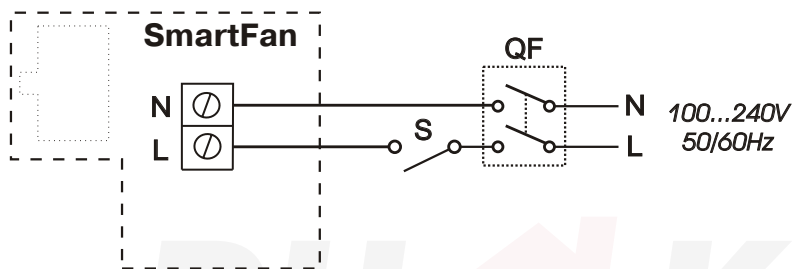 SmartFan
QF
N N 100...240V
S
L L 50/60Hz